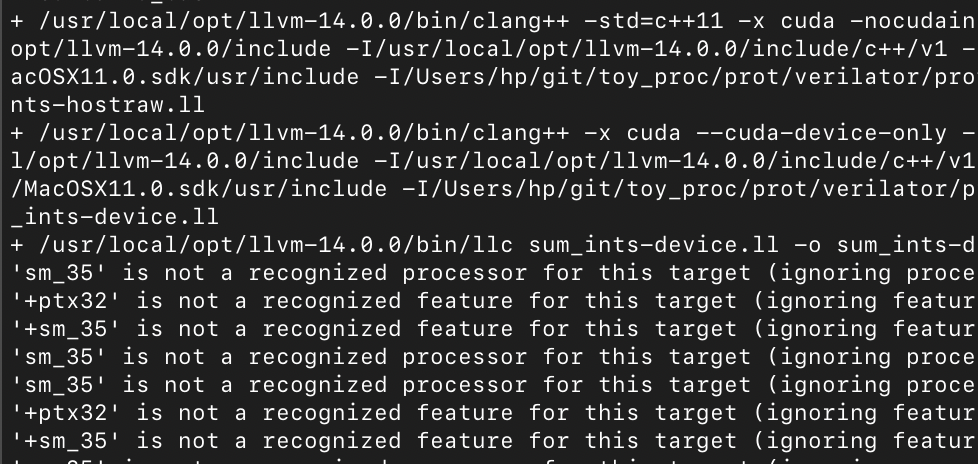 + /usr/local/opt/llvm-14.0.0/bin/clang++ -std=c++11 -x cuda -nocudain
opt/llvm-14.0.0/include -I/usr/local/opt/llvm-14.0.0/include/c++/v1 -
acOSX11.0.sdk/usr/include -I/Users/hp/git/toy_proc/prot/verilator/pro
nts-hostraw.ll
+ /usr/local/opt/llvm-14.0.0/bin/clang++ -x cuda --cuda-device-only -
l/opt/llvm-14.0.0/include -I/usr/local/opt/llvm-14.0.0/include/c++/v1
/MacOSX11.0.sdk/usr/include -I/Users/hp/git/toy_proc/prot/verilator/p
_ints-device.ll
+ /usr/local/opt/llvm-14.0.0/bin/llc sum_ints-device.ll -o sum_ints-d
'sm_35' is not a recognized processor for this target (ignoring proce
'+ptx32' is not a recognized feature for this target (ignoring featur
'+sm_35' is not a recognized feature for this target (ignoring featur
'sm_35' is not a recognized processor for this target (ignoring proce
'sm_35' is not a recognized processor for this target (ignoring proce
'+ptx32' is not a recognized feature for this target (ignoring featur
'+sm_35' is not a recognized feature for this target (ignoring featur